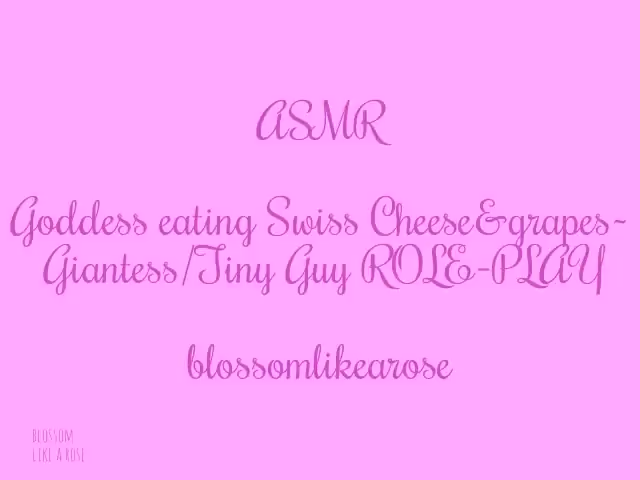 ASMR
Goddess eating Swiss Cheese&grapes~
Giantess/Tiny Guy ROLE-PLAY
blossomlikearose
BLOSSOM
LIKE A ROSE